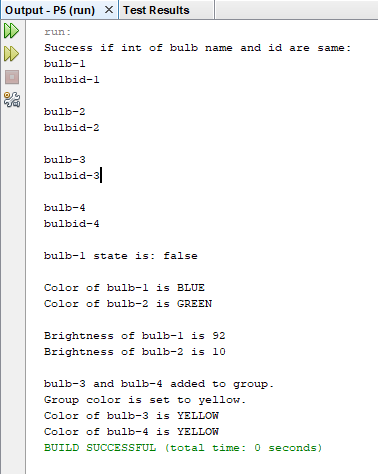 Output - P5 (run) × Test Results
run:
Success if int of bulb name and id are same:
bulb-1
bulbid-1
bulb-2
bulbid-2
bulb-3
bulbid-3
bulb-4
bulbid-4
bulb-1 state is: false
Color of bulb-1 is BLUE
Color of bulb-2 is GREEN
Brightness of bulb-1 is 92
Brightness of bulb-2 is 10
bulb-3 and bulb-4 added to group.
Group color is set to yellow.
Color of bulb-3 is YELLOW
Color of bulb-4 is YELLOW
BUILD SUCCESSFUL (total time: 0 seconds)